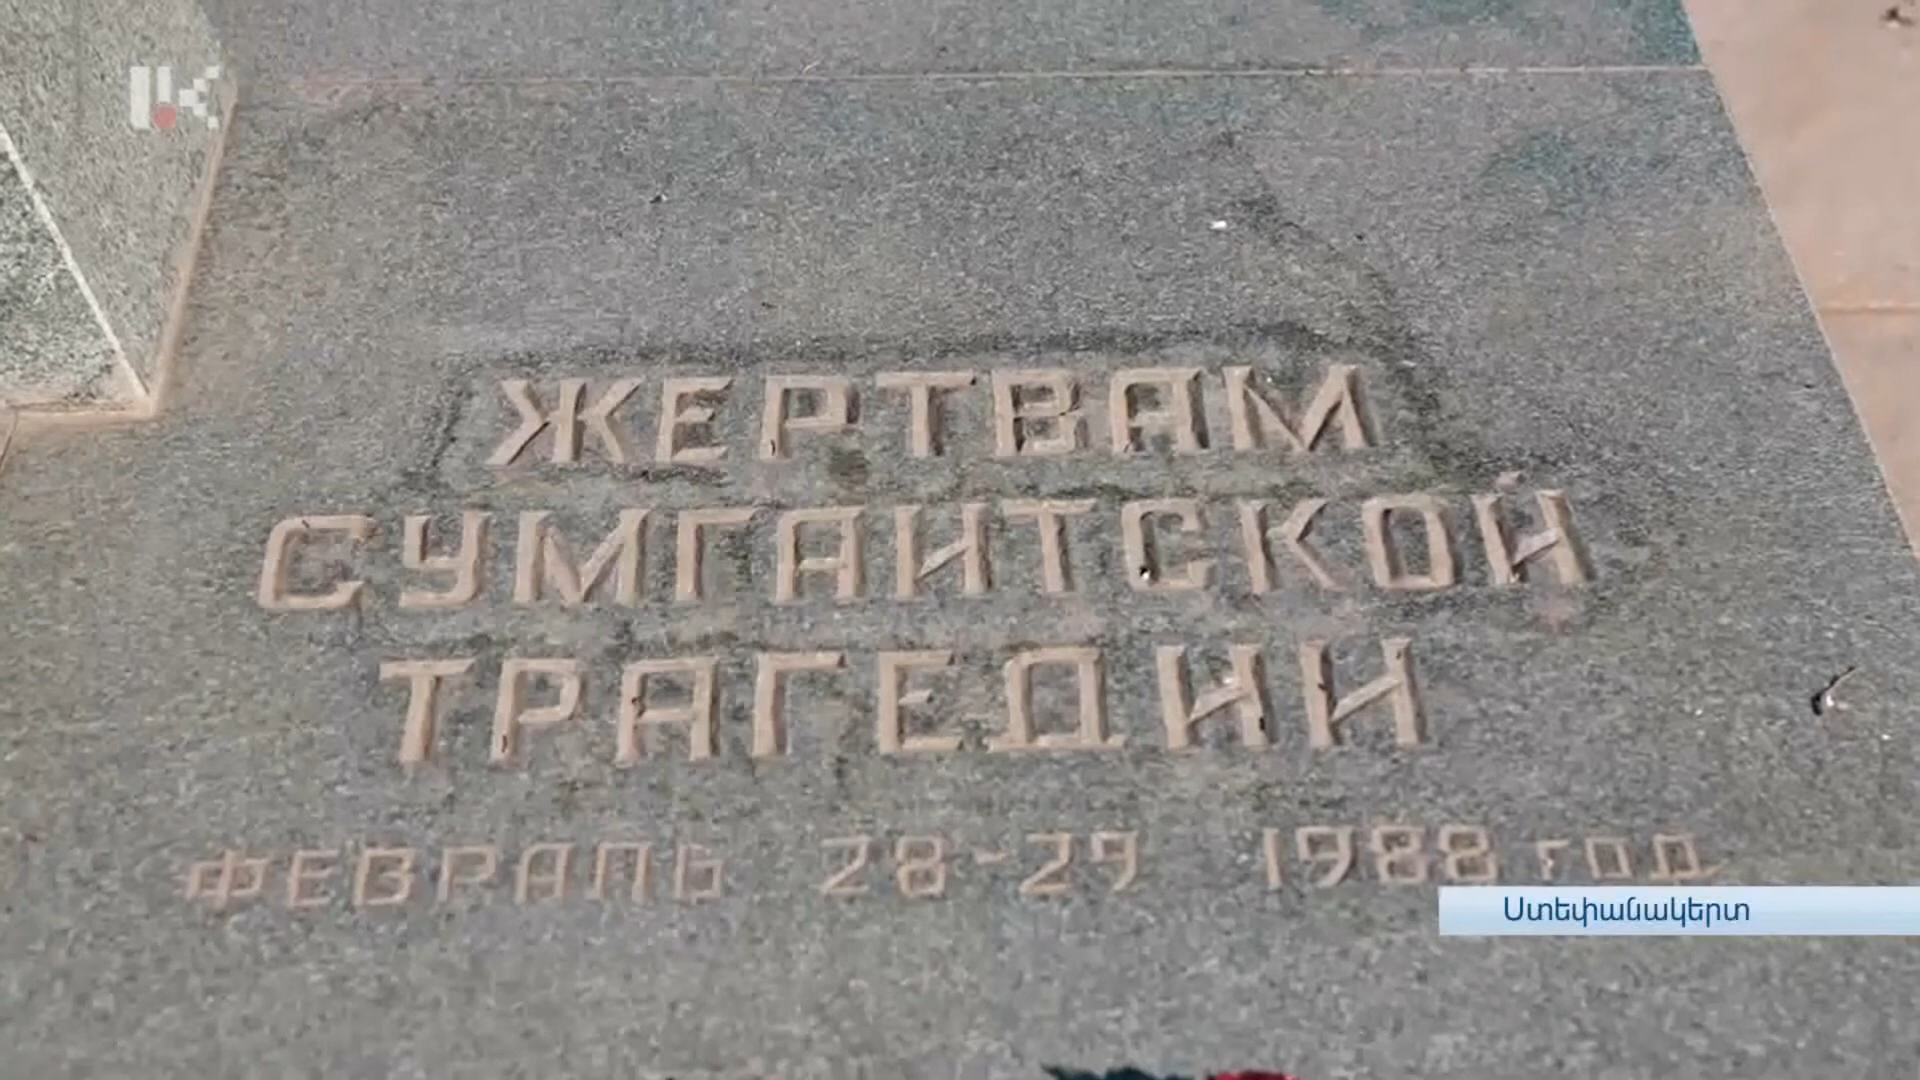 ЖЕРТВАМ
СУМГАИТСКОЙ
ТРАГЕДИИ
ФЕВРАЛЬ 28-29 1988 ГОД
Ստեփանակերտ